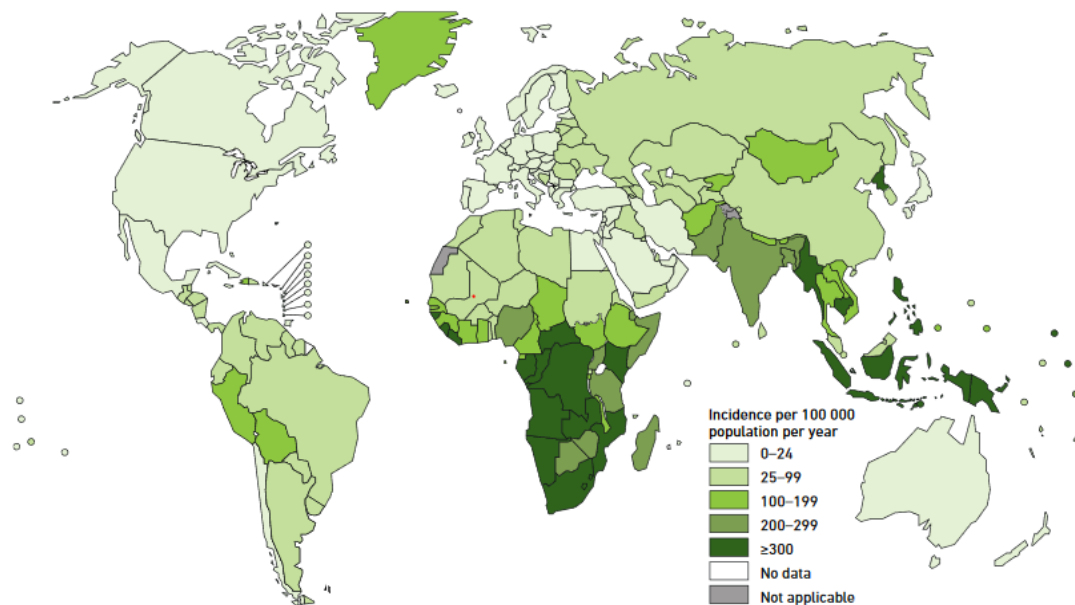 Incidence per 100 000
population per year
0–24
25–99
100–199
200–299
≥300
No data
Not applicable